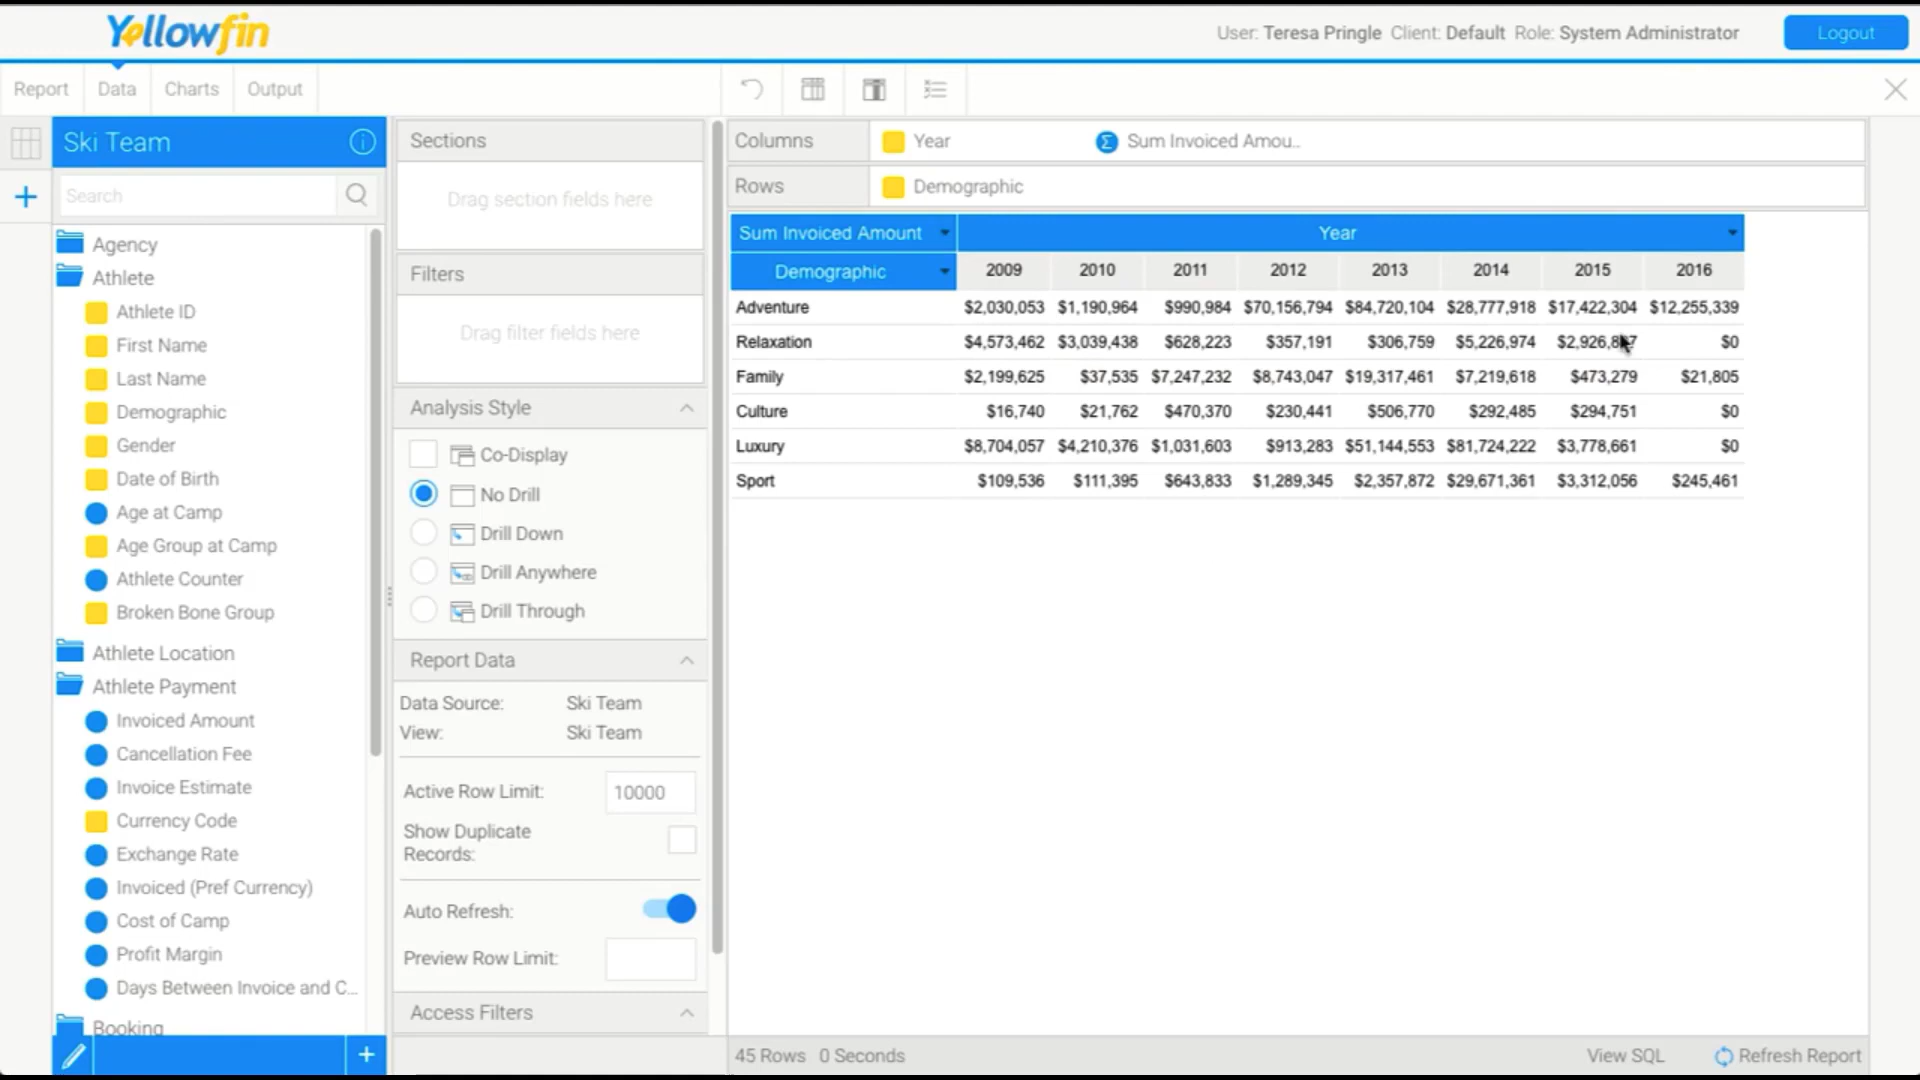 Yellowfin
User: Teresa Pringle Client: Default Role: System Administrator
Logout
Report Data Charts Output
Ski Team
Search
Agency
Athlete
Athlete ID
First Name
Last Name
Demographic
Gender
Date of Birth
Age at Camp
Age Group at Camp
Athlete Counter
Broken Bone Group
Athlete Location
Athlete Payment
Invoiced Amount
Cancellation Fee
Invoice Estimate
Currency Code
Exchange Rate
Invoiced (Pref Currency)
Cost of Camp
Profit Margin
Days Between Invoice and C...
Booking
Sections
Drag section fields here
Filters
Drag filter fields here
Analysis Style
Co-Display
No Drill
Drill Down
Drill Anywhere
Drill Through
Report Data
Data Source: Ski Team
View: Ski Team
Active Row Limit: 10000
Show Duplicate
Records:
Auto Refresh:
Preview Row Limit:
Access Filters
Columns Year Sum Invoiced Amou..
Rows Demographic
Sum Invoiced Amount Year
Demographic 2009 2010 2011 2012 2013 2014 2015 2016
Adventure $2,030,053 $1,190,964 $990,984 $70,156,794 $84,720,104 $28,777,918 $17,422,304 $12,255,339
Relaxation $4,573,462 $3,039,438 $628,223 $357,191 $306,759 $5,226,974 $0
Family $2,199,625 $37,535 $7,247,232 $8,743,047 $19,317,461 $7,219,618 $473,279 $21,805
Culture $16,740 $21,762 $470,370 $230,441 $506,770 $292,485 $294,751 $0
Luxury $8,704,057 $4,210,376 $1,031,603 $913,283 $51,144,553 $81,724,222 $3,778,661 $0
Sport $109,536 $111,395 $643,833 $1,289,345 $2,357,872 $29,671,361 $3,312,056 $245,461
45 Rows 0 Seconds
View SQL
Refresh Report